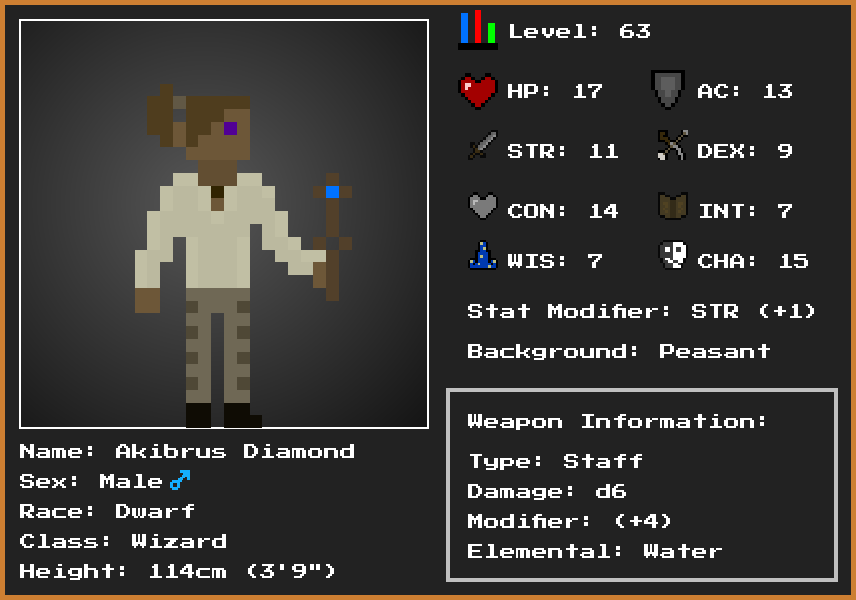 Level: 63
HP: 17
AC: 13
STR: 11
DEX: 9
CON: 14
INT: 7
WIS: 7
CHA: 15
Stat Modifier: STR (+1)
Background: Peasant
Weapon Information:
Type: Staff
Damage: d6
Modifier: (+4)
Elemental: Water
Name: Akibrus Diamond
Sex: Male ♂
Race: Dwarf
Class: Wizard
Height: 114cm (3'9")